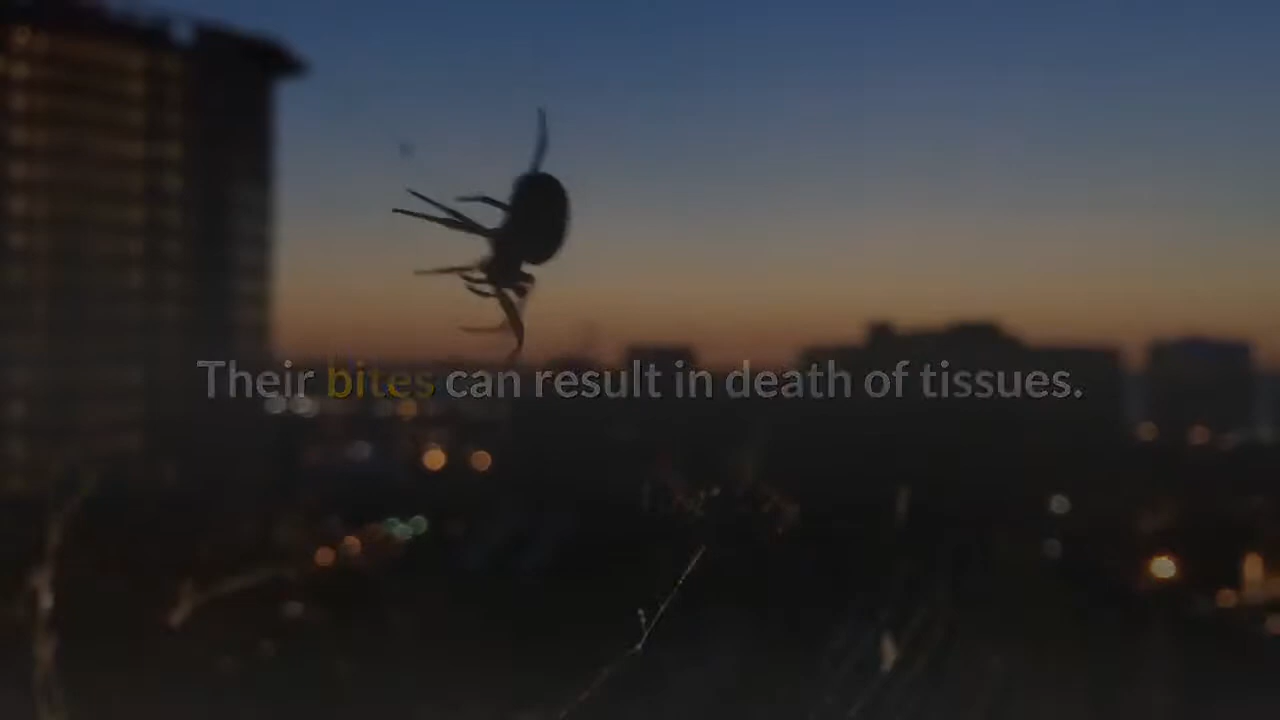 Their bites can result in death of tissues.